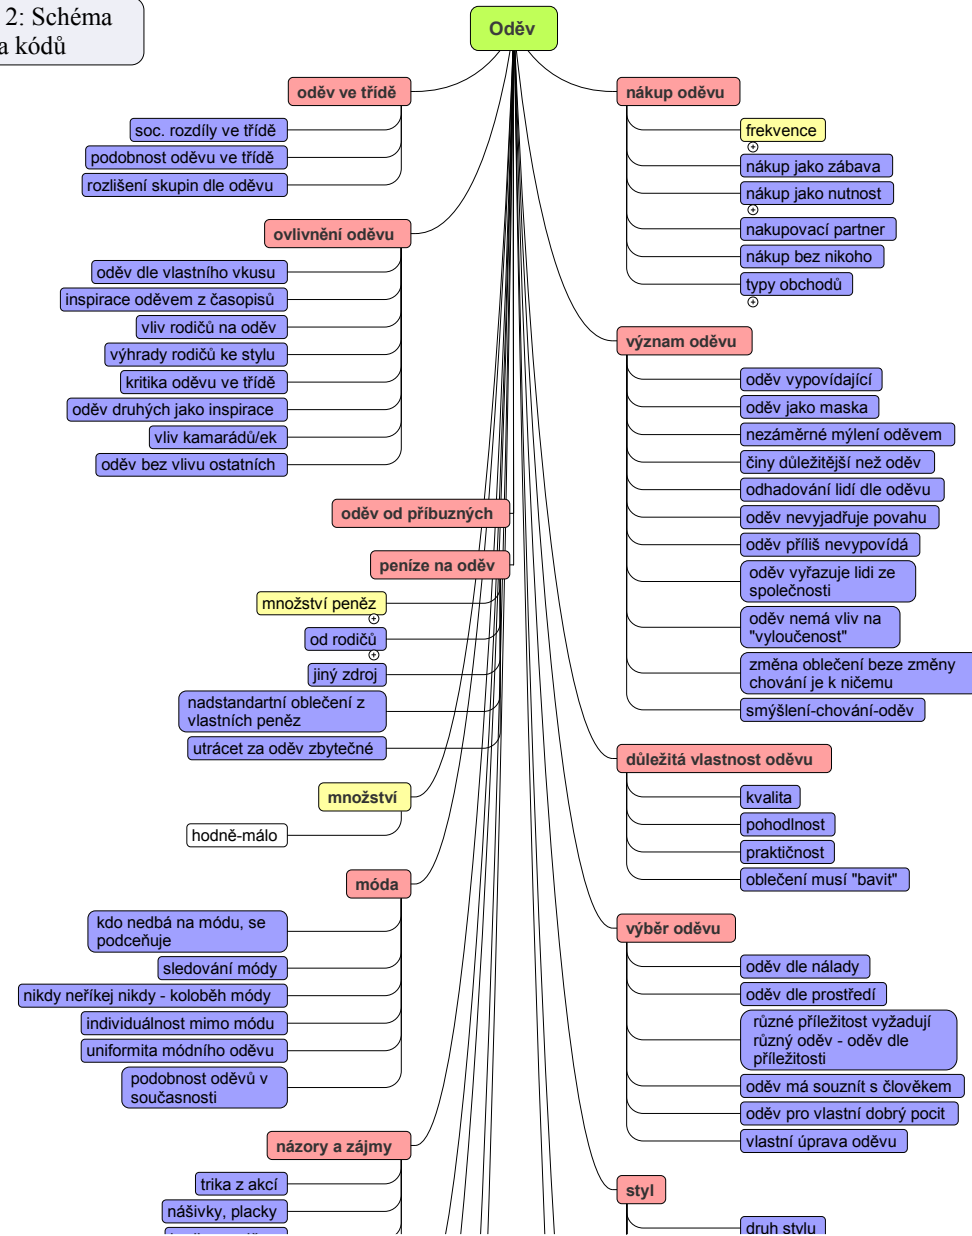 2: Schéma
a kódů
Oděv
oděv ve třídě
soc. rozdíly ve třídě
podobnost oděvu ve třídě
rozlišení skupin dle oděvu
ovlivnění oděvu
oděv dle vlastního vkusu
inspirace oděvem z časopisů
vliv rodičů na oděv
výhrady rodičů ke stylu
kritika oděvu ve třídě
oděv druhých jako inspirace
vliv kamarádů/ek
oděv bez vlivu ostatních
oděv od příbuzných
peníze na oděv
množství peněz
od rodičů
jiný zdroj
nadstandartní oblečení z
vlastních peněz
utrácet za oděv zbytečné
množství
hodně-málo
móda
kdo nedbá na módu, se
podceňuje
sledování módy
nikdy neříkej nikdy - koloběh módy
individuálnost mimo módu
uniformita módního oděvu
podobnost oděvů v
současnosti
názory a zájmy
trika z akcí
nášivky, placky
nákup oděvu
frekvence
nákup jako zábava
nákup jako nutnost
nakupovací partner
nákup bez nikoho
typy obchodů
význam oděvu
oděv vypovídající
oděv jako maska
nezáměrné mýlení oděvem
činy důležitější než oděv
odhadování lidí dle oděvu
oděv nevyjadřuje povahu
oděv příliš nevypovídá
oděv vyřazuje lidi ze
společnosti
oděv nemá vliv na
"vyloučenost"
změna oblečení beze změny
chování je k ničemu
smýšlení-chování-oděv
důležitá vlastnost oděvu
kvalita
pohodlnost
praktičnost
oblečení musí "bavit"
výběr oděvu
oděv dle nálady
oděv dle prostředí
různé příležitost vyžadují
různý oděv - oděv dle
příležitosti
oděv má souznít s člověkem
oděv pro vlastní dobrý pocit
vlastní úprava oděvu
styl
druh stylu